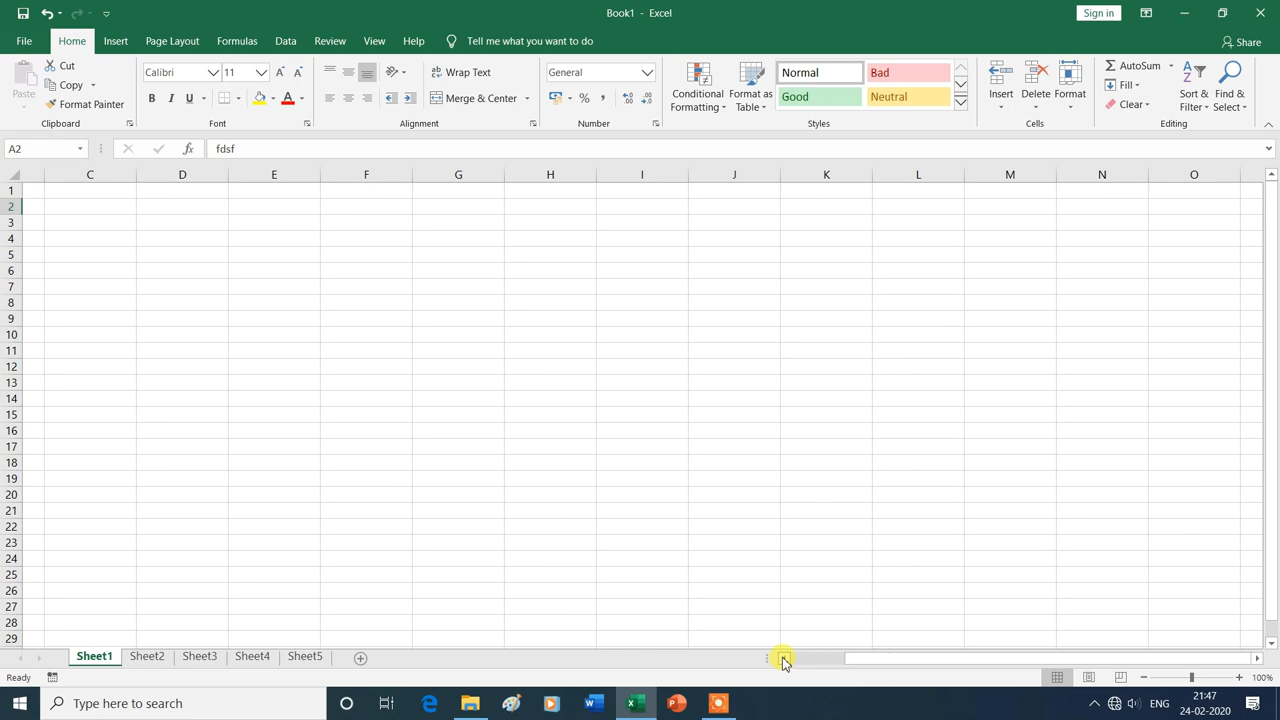 Book1 - Excel
Sign in
File Home Insert Page Layout Formulas Data Review View Help Tell me what you want to do
Share
Paste
Cut
Copy
Format Painter
Clipboard
Calibri 11
B I U
Font
Wrap Text
Merge & Center
Alignment
General
%
Number
Conditional Formatting
Format as Table
Normal Bad
Good Neutral
Styles
Insert Delete Format
Cells
AutoSum
Fill
Clear
Sort & Filter
Find & Select
Editing
A2 fx fdsf
C D E F G H I J K L M N O
1
2
3
4
5
6
7
8
9
10
11
12
13
14
15
16
17
18
19
20
21
22
23
24
25
26
27
28
29
Sheet1 Sheet2 Sheet3 Sheet4 Sheet5
Ready
100%
Type here to search
ENG
21:47
24-02-2020